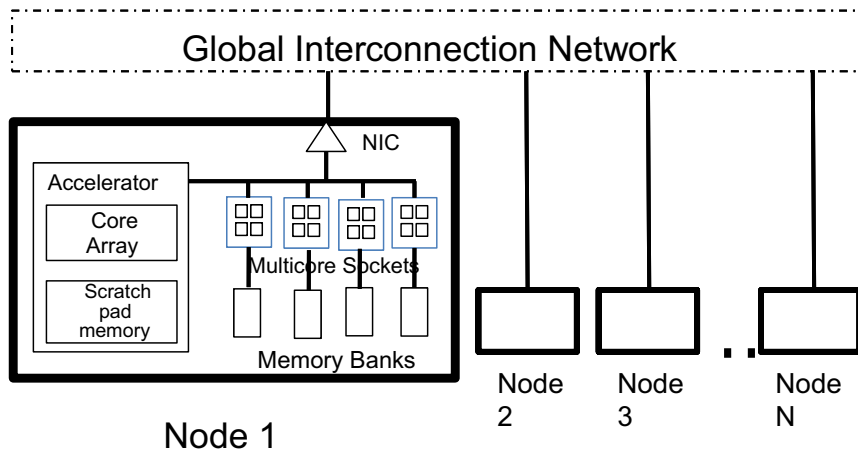 Global Interconnection Network
NIC
Accelerator
Core
Array
Multicore Sockets
Scratch
pad
memory
Memory Banks
Node
2
Node
3
..
Node
N
Node 1